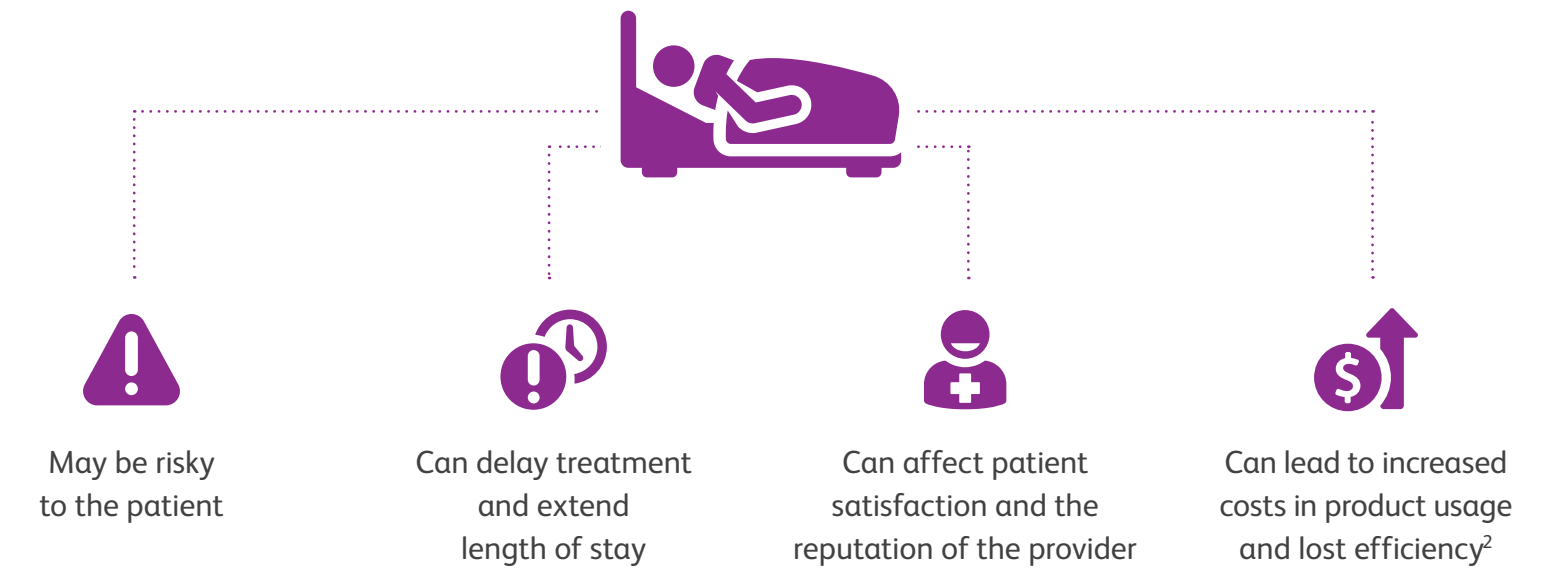 May be risky
to the patient
Can delay treatment
and extend
length of stay
Can affect patient
satisfaction and the
reputation of the provider
$
Can lead to increased
costs in product usage
and lost efficiency²